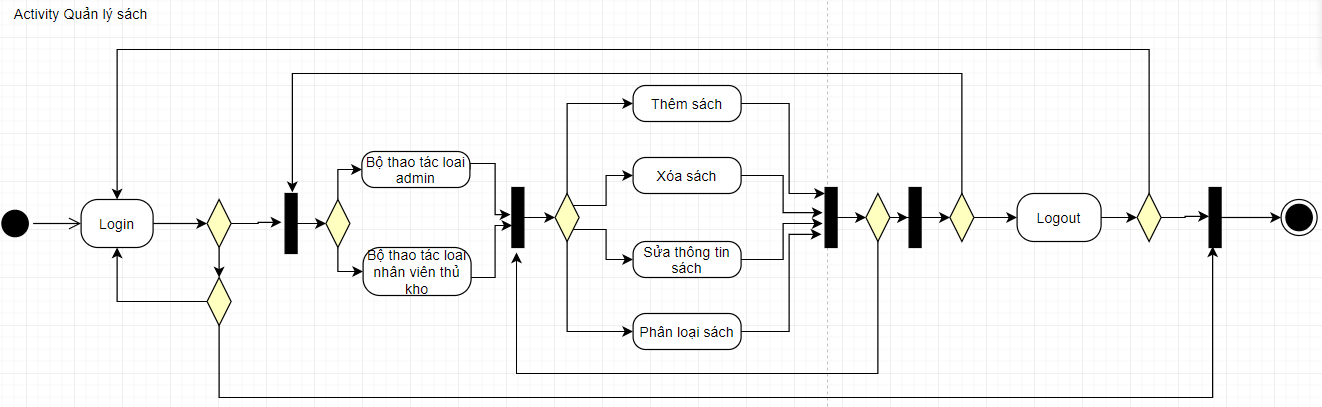 Activity Quản lý sách
Login
Bộ thao tác loai
admin
Bộ thao tác loai
nhân viên thủ
kho
Thêm sách
Xóa sách
Sửa thông tin
sách
Phân loại sách
Logout